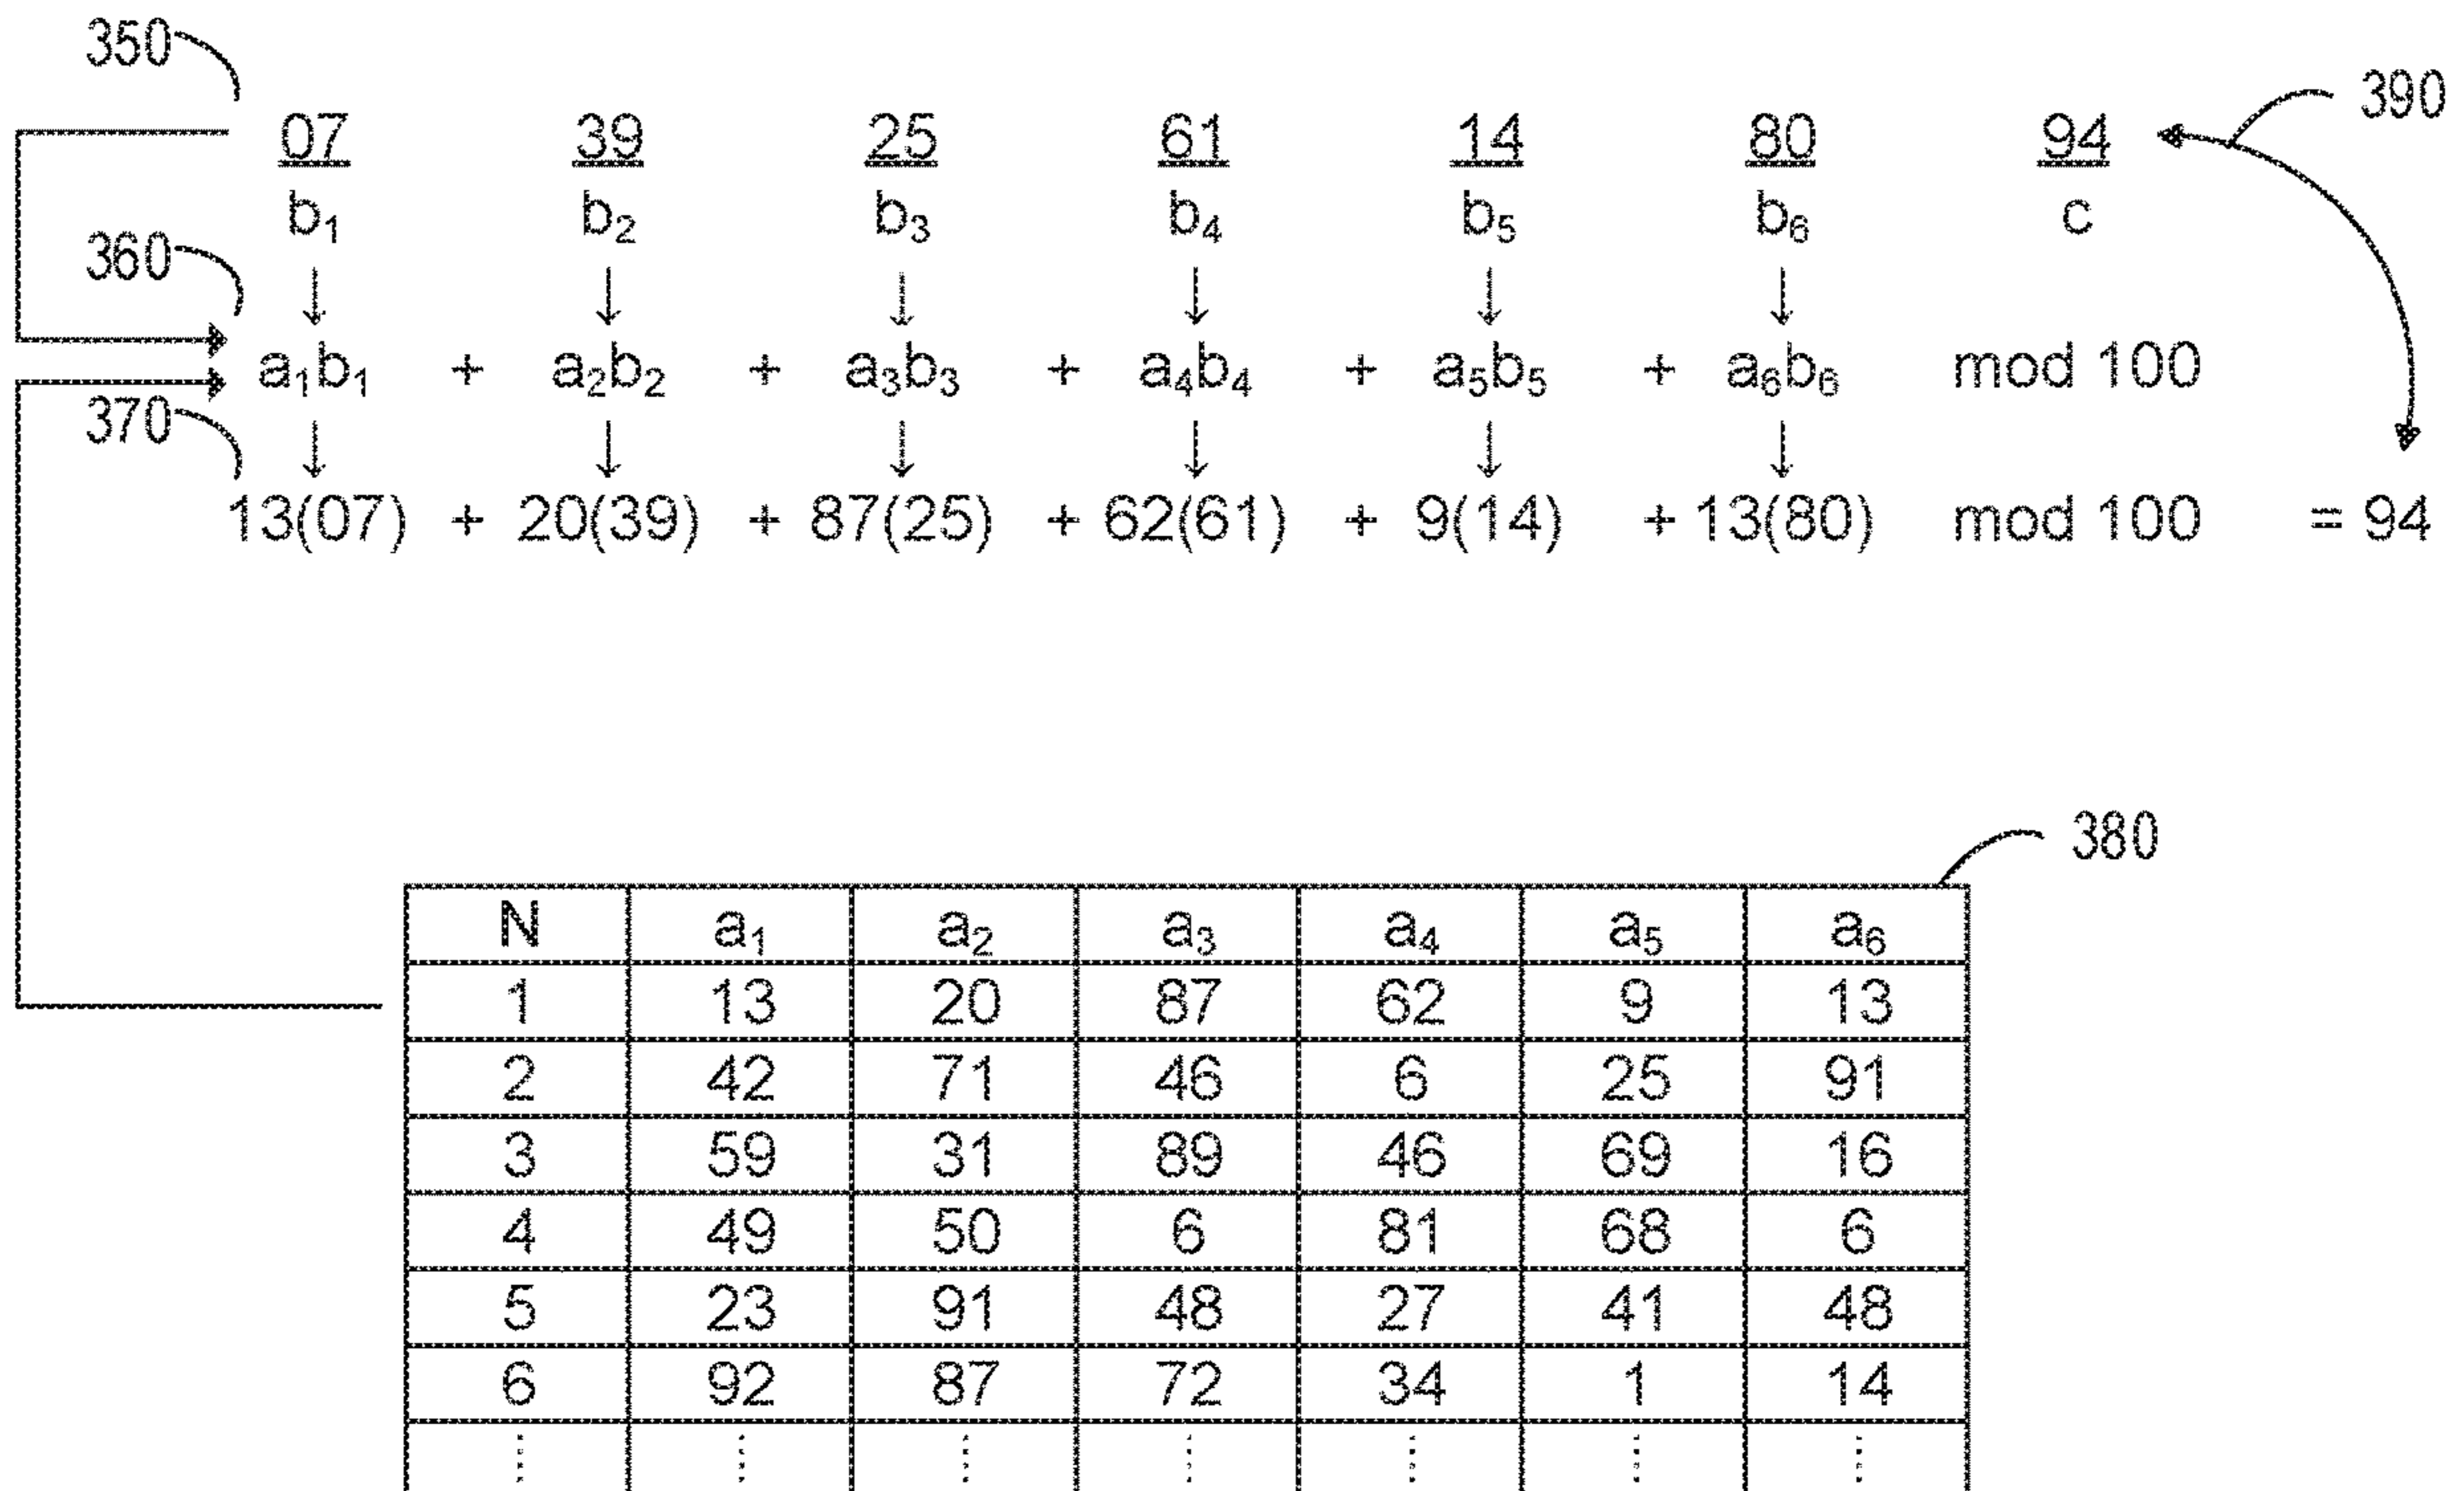 350
390
07 39 25 61 14 80 94
b₁ b₂ b₃ b₄ b₅ b₆ c
360
↓ ↓ ↓ ↓ ↓ ↓
a₁b₁ + a₂b₂ + a₃b₃ + a₄b₄ + a₅b₅ + a₆b₆ mod 100
370
↓ ↓ ↓ ↓ ↓ ↓
13(07) + 20(39) + 87(25) + 62(61) + 9(14) + 13(80) mod 100 = 94
380
N a₁ a₂ a₃ a₄ a₅ a₆
1 13 20 87 62 9 13
2 42 71 46 6 25 91
3 59 31 89 46 69 16
4 49 50 6 81 68 6
5 23 91 48 27 41 48
6 92 87 72 34 1 14
⋮ ⋮ ⋮ ⋮ ⋮ ⋮ ⋮